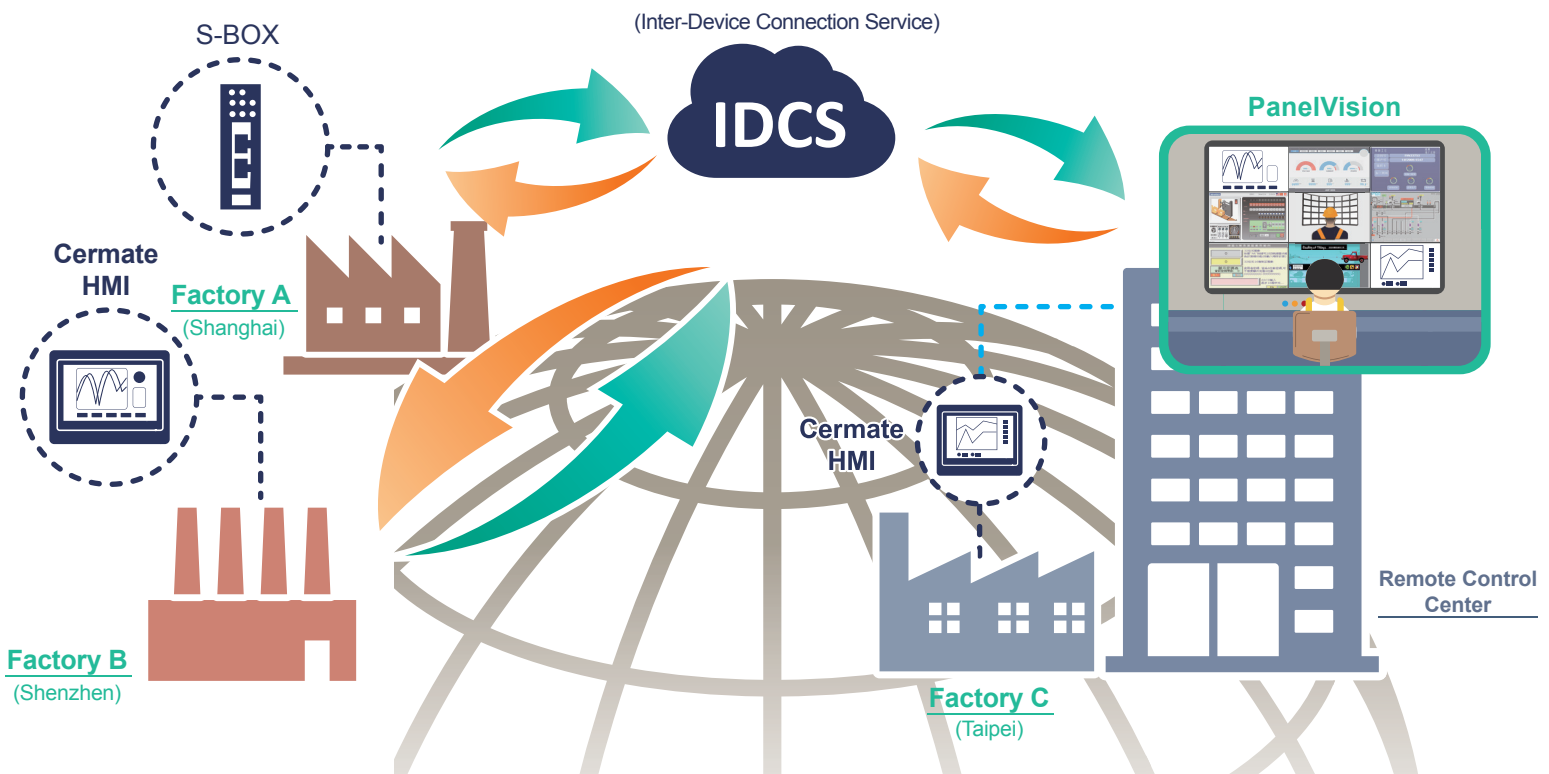 (Inter-Device Connection Service)
IDCS
S-BOX
PanelVision
Cermate
HMI
Factory A
(Shanghai)
Cermate
HMI
Remote Control
Center
Factory B
(Shenzhen)
Factory C
(Taipei)